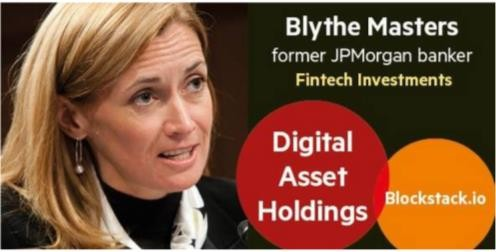 Blythe Masters
former JPMorgan banker
Fintech Investments
Digital
Asset
Holdings
Blockstack.io